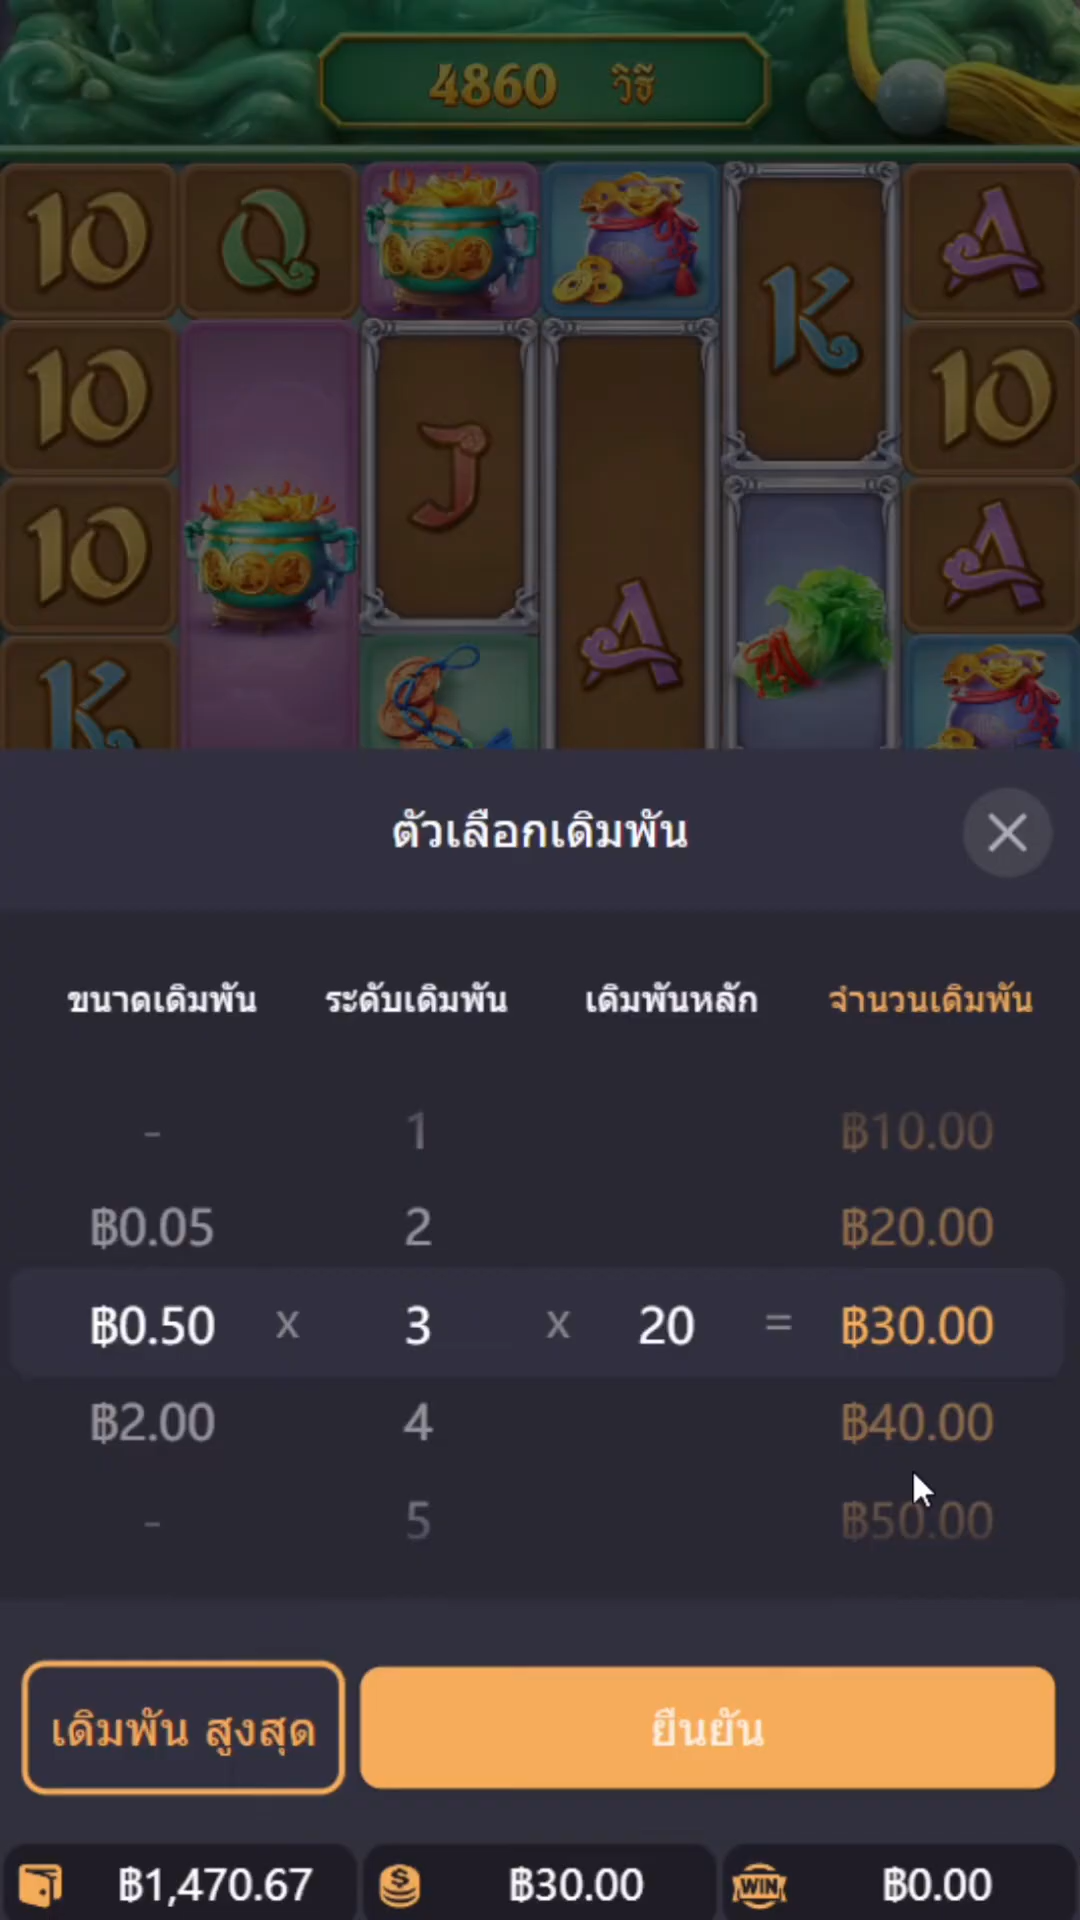 4860 วิธี
10 Q K A
10 J 10
10 A A
K
ตัวเลือกเดิมพัน
ขนาดเดิมพัน ระดับเดิมพัน เดิมพันหลัก จำนวนเดิมพัน
- 1 ฿10.00
฿0.05 2 ฿20.00
฿0.50 x 3 x 20 = ฿30.00
฿2.00 4 ฿40.00
- 5 ฿50.00
เดิมพัน สูงสุด ยืนยัน
฿1,470.67 ฿30.00 WIN ฿0.00